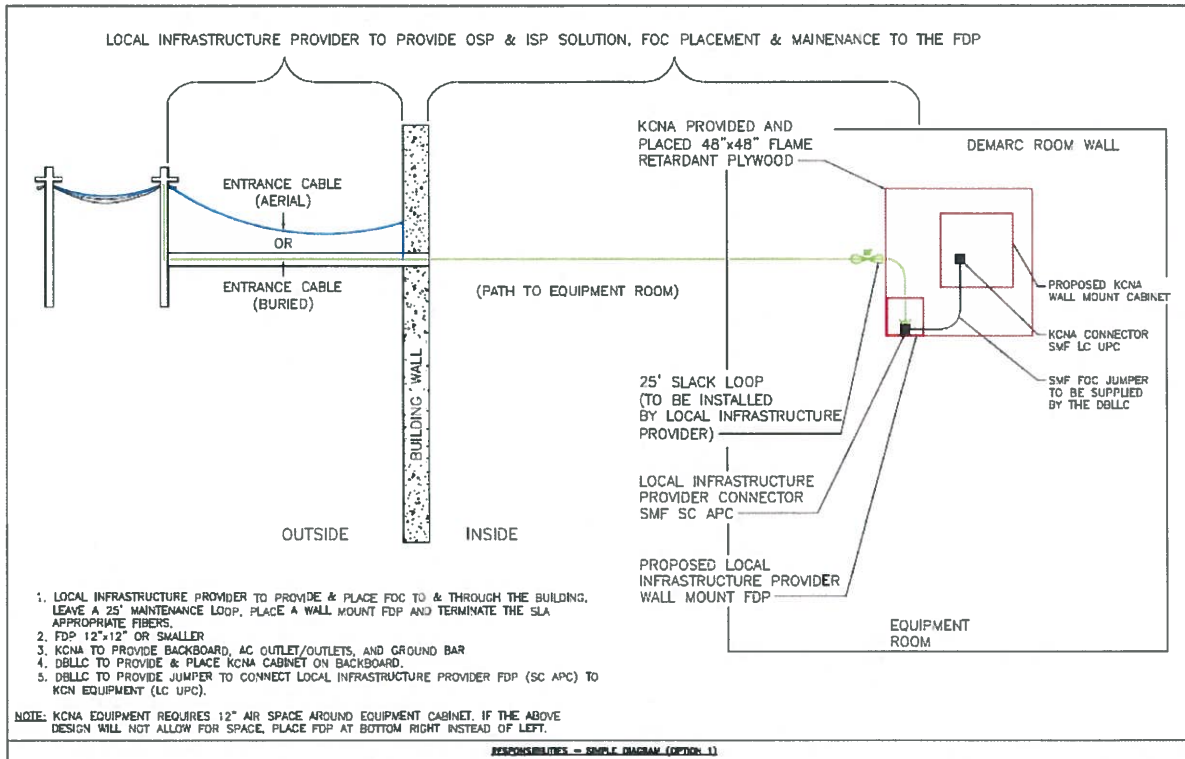 LOCAL INFRASTRUCTURE PROVIDER TO PROVIDE OSP & ISP SOLUTION, FOC PLACEMENT & MAINENANCE TO THE FDP
KCNA PROVIDED AND
PLACED 48"x48" FLAME
RETARDANT PLYWOOD
DEMARC ROOM WALL
ENTRANCE CABLE
(AERIAL)
OR
ENTRANCE CABLE
(BURIED)
BUILDING WALL
(PATH TO EQUIPMENT ROOM)
PROPOSED KCNA
WALL MOUNT CABINET
KCNA CONNECTOR
SMF LC UPC
SMF FOC JUMPER
TO BE SUPPLIED
BY THE DBLLC
25' SLACK LOOP
(TO BE INSTALLED
BY LOCAL INFRASTRUCTURE
PROVIDER)
LOCAL INFRASTRUCTURE
PROVIDER CONNECTOR
SMF SC APC
OUTSIDE
INSIDE
PROPOSED LOCAL
INFRASTRUCTURE PROVIDER
WALL MOUNT FDP
EQUIPMENT
ROOM
1. LOCAL INFRASTRUCTURE PROVIDER TO PROVIDE & PLACE FOC TO & THROUGH THE BUILDING,
LEAVE A 25' MAINTENANCE LOOP, PLACE A WALL MOUNT FDP AND TERMINATE THE SLA
APPROPRIATE FIBERS.
2. FDP 12"x12" OR SMALLER
3. KCNA TO PROVIDE BACKBOARD, AC OUTLET/OUTLETS, AND GROUND BAR
4. DBLLC TO PROVIDE & PLACE KCNA CABINET ON BACKBOARD.
5. DBLLC TO PROVIDE JUMPER TO CONNECT LOCAL INFRASTRUCTURE PROVIDER FDP (SC APC) TO
KCN EQUIPMENT (LC UPC).
NOTE: KCNA EQUIPMENT REQUIRES 12" AIR SPACE AROUND EQUIPMENT CABINET. IF THE ABOVE
DESIGN WILL NOT ALLOW FOR SPACE, PLACE FDP AT BOTTOM RIGHT INSTEAD OF LEFT.
RESPONSIBILITIES - SIMPLE DIAGRAM (OPTION 1)